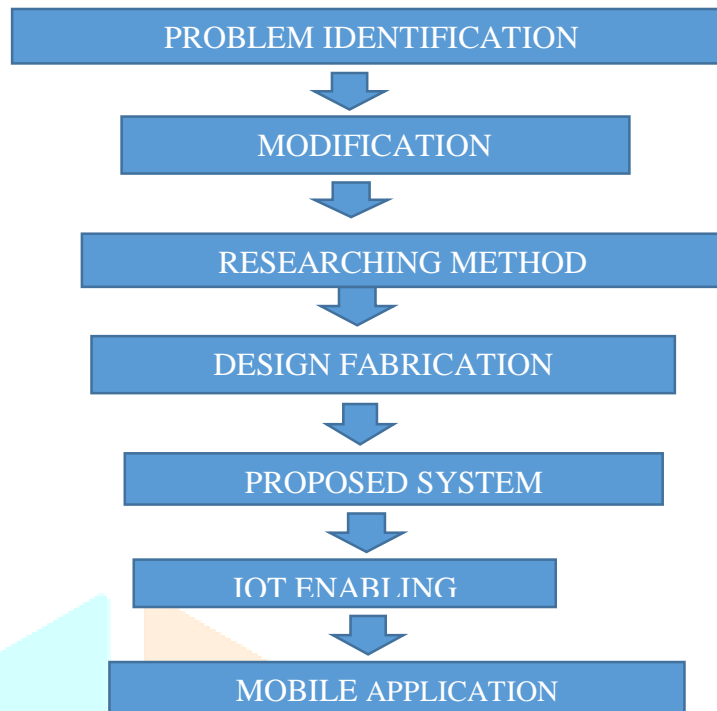 PROBLEM IDENTIFICATION
MODIFICATION
RESEARCHING METHOD
DESIGN FABRICATION
PROPOSED SYSTEM
IOT ENABLING
MOBILE APPLICATION